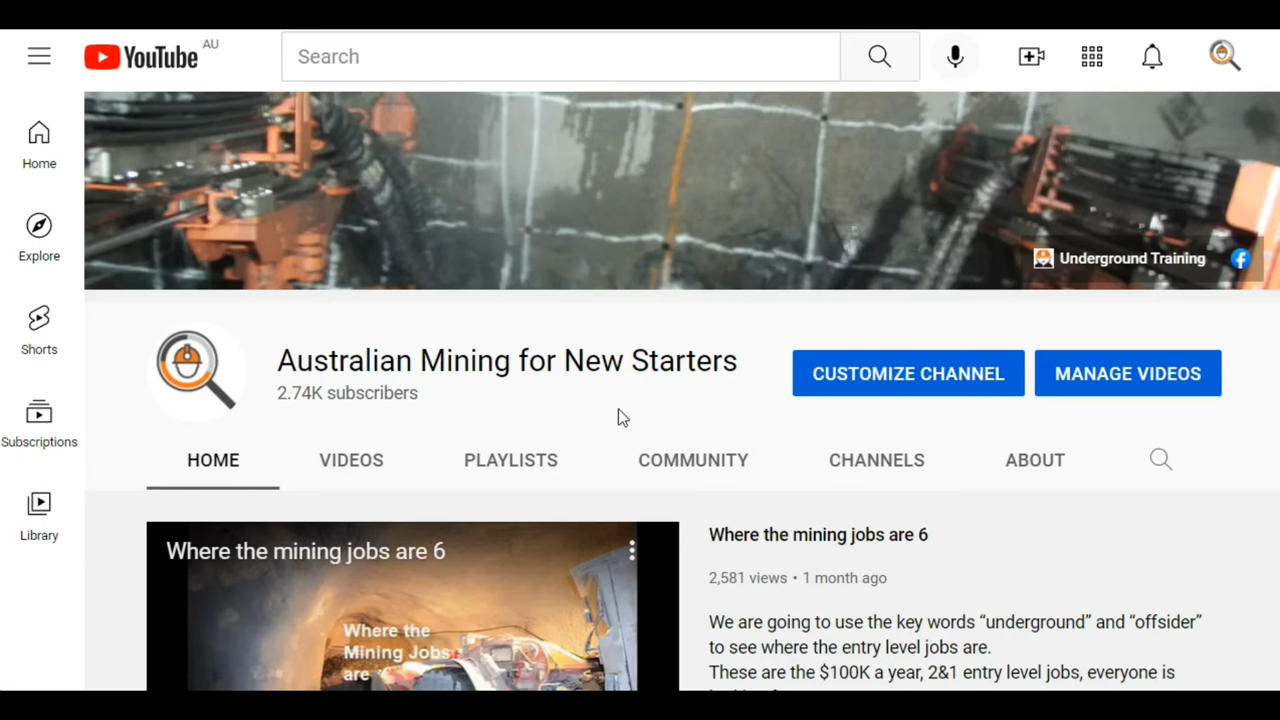 YouTube AU
Search
Home
Explore
Shorts
Subscriptions
Library
Underground Training
Australian Mining for New Starters
2.74K subscribers
CUSTOMIZE CHANNEL
MANAGE VIDEOS
HOME
VIDEOS
PLAYLISTS
COMMUNITY
CHANNELS
ABOUT
Where the mining jobs are 6
Where the
Mining Jobs
are
Where the mining jobs are 6
2,581 views • 1 month ago
We are going to use the key words “underground” and “offsider”
to see where the entry level jobs are.
These are the $100K a year, 2&1 entry level jobs, everyone is